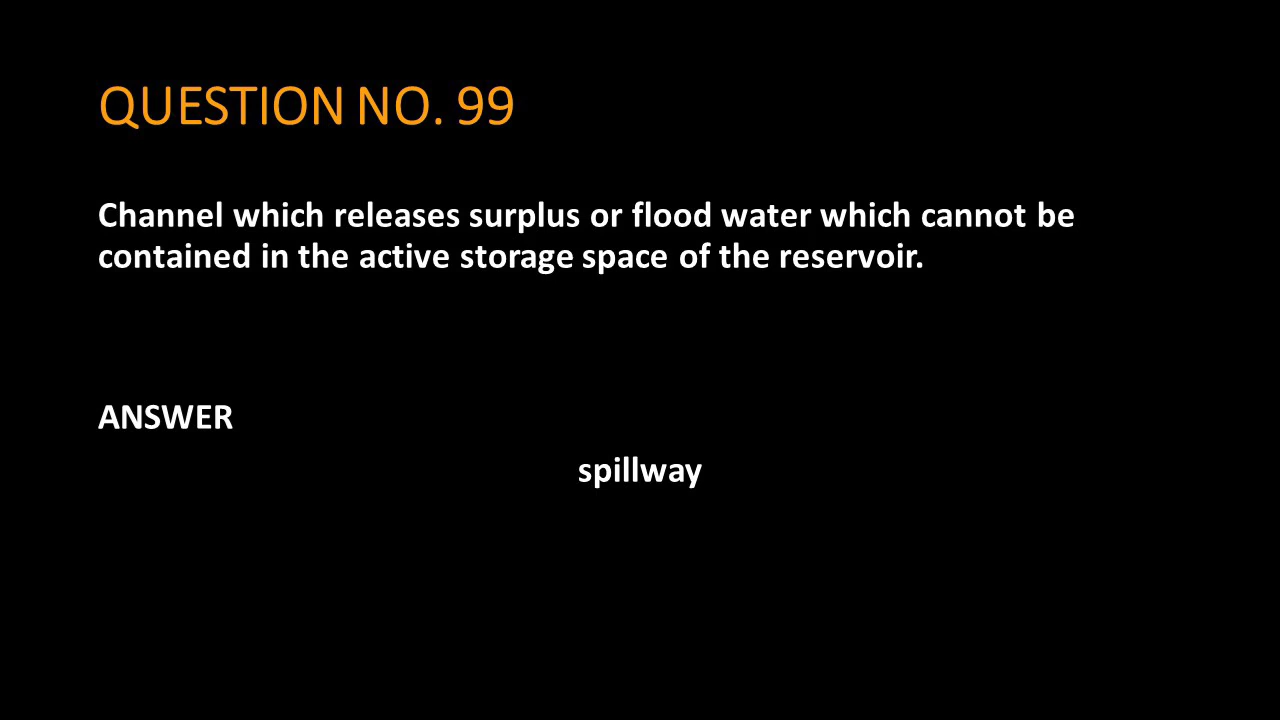 QUESTION NO. 99
Channel which releases surplus or flood water which cannot be
contained in the active storage space of the reservoir.
ANSWER
spillway